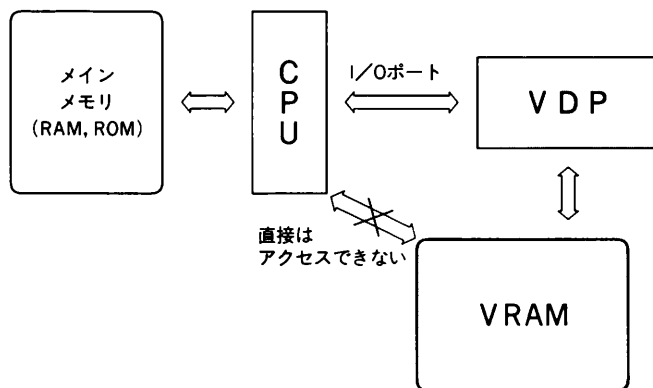 メイン
メモリ
(RAM, ROM)
CPU
I/Oポート
VDP
直接は
アクセスできない
VRAM